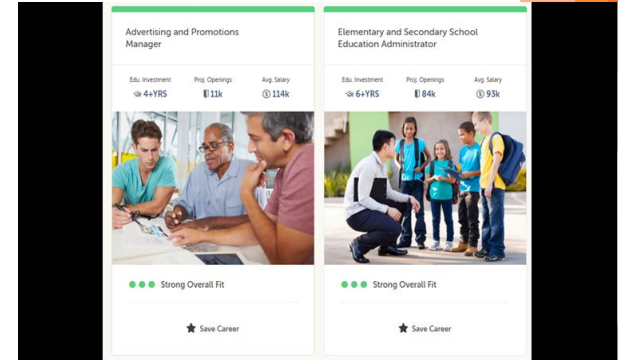 Advertising and Promotions
Manager
Edu. Investment Proj. Openings Avg. Salary
4+YRS 11k 114k
Strong Overall Fit
Save Career
Elementary and Secondary School
Education Administrator
Edu. Investment Proj. Openings Avg. Salary
6+YRS 84k 93k
Strong Overall Fit
Save Career